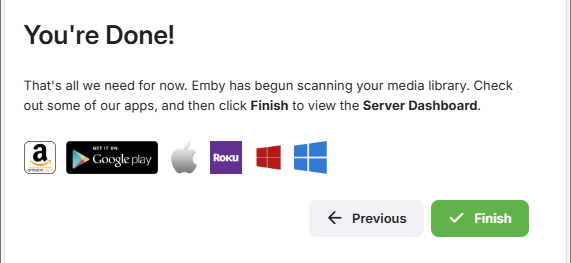 You're Done!
That's all we need for now. Emby has begun scanning your media library. Check
out some of our apps, and then click Finish to view the Server Dashboard.
a
GET IT ON
Google play
ROKU
Previous
Finish